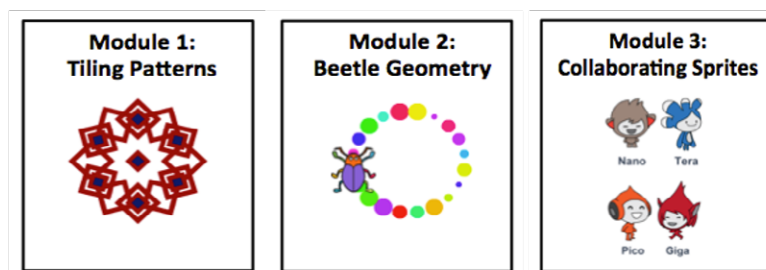 Module 1:
Tiling Patterns
Module 2:
Beetle Geometry
Module 3:
Collaborating Sprites
Nano Tera
Pico Giga